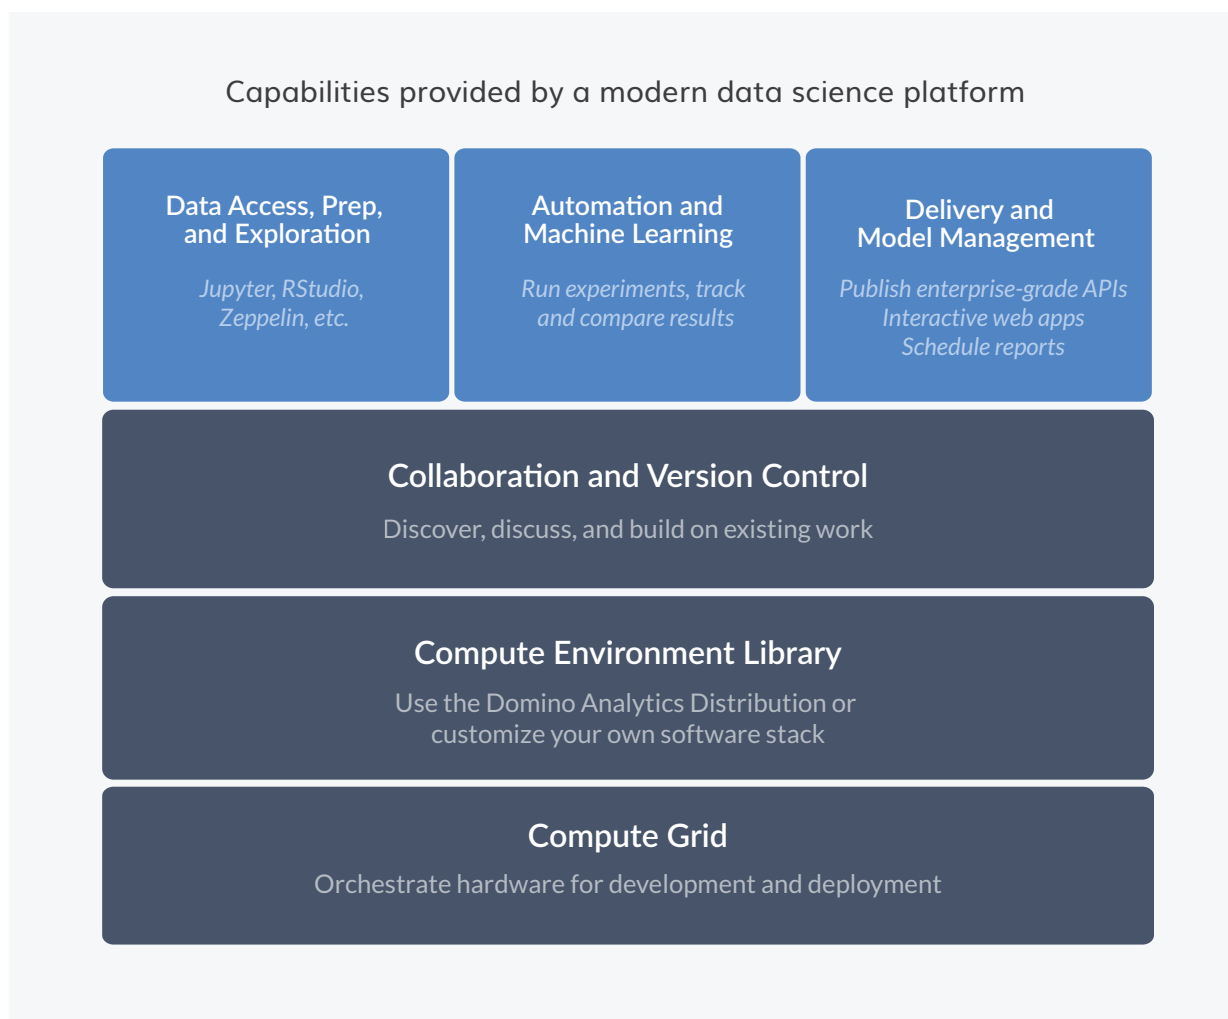 Capabilities provided by a modern data science platform
Data Access, Prep,
and Exploration
Jupyter, RStudio,
Zeppelin, etc.
Automation and
Machine Learning
Run experiments, track
and compare results
Delivery and
Model Management
Publish enterprise-grade APIs
Interactive web apps
Schedule reports
Collaboration and Version Control
Discover, discuss, and build on existing work
Compute Environment Library
Use the Domino Analytics Distribution or
customize your own software stack
Compute Grid
Orchestrate hardware for development and deployment